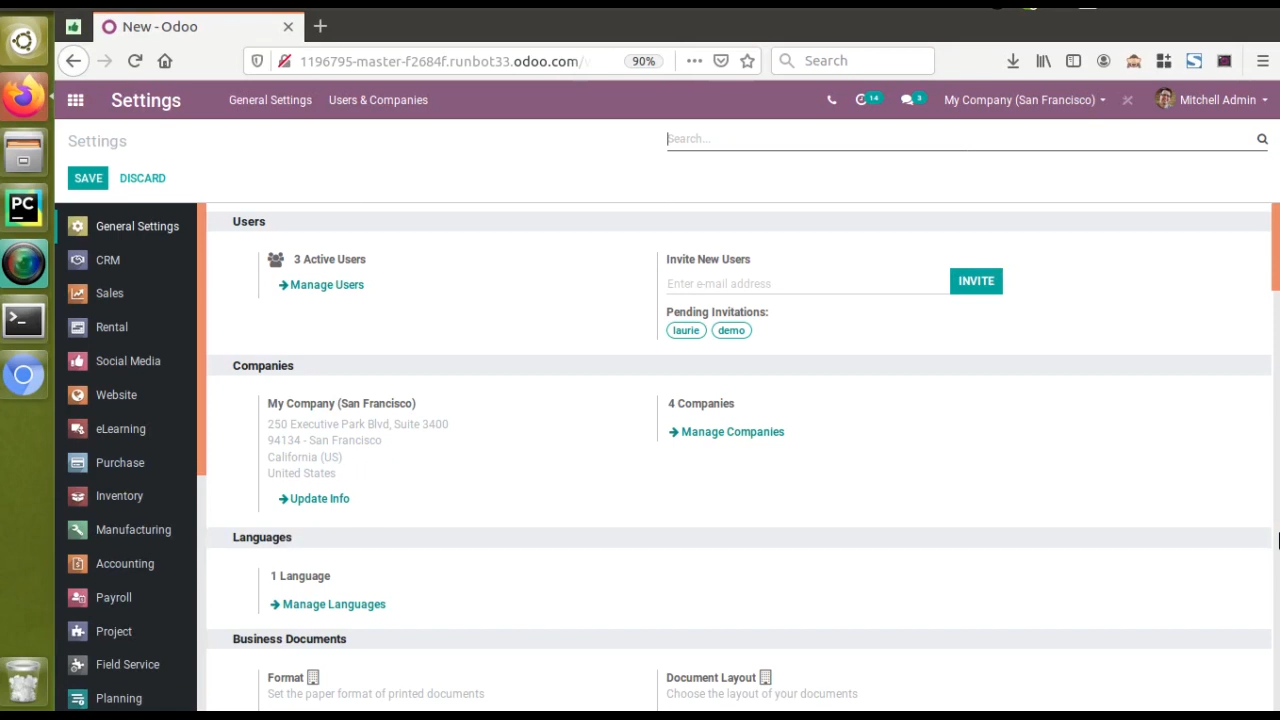 New - Odoo
1196795-master-f2684f.runbot33.odoo.com/
90%
Search
Settings
General Settings
Users & Companies
14
3
My Company (San Francisco)
Mitchell Admin
Settings
Search...
SAVE
DISCARD
General Settings
CRM
Sales
Rental
Social Media
Website
eLearning
Purchase
Inventory
Manufacturing
Accounting
Payroll
Project
Field Service
Planning
Users
3 Active Users
Manage Users
Invite New Users
Enter e-mail address
INVITE
Pending Invitations:
laurie demo
Companies
My Company (San Francisco)
250 Executive Park Blvd, Suite 3400
94134 - San Francisco
California (US)
United States
Update Info
4 Companies
Manage Companies
Languages
1 Language
Manage Languages
Business Documents
Format
Set the paper format of printed documents
Document Layout
Choose the layout of your documents
PC